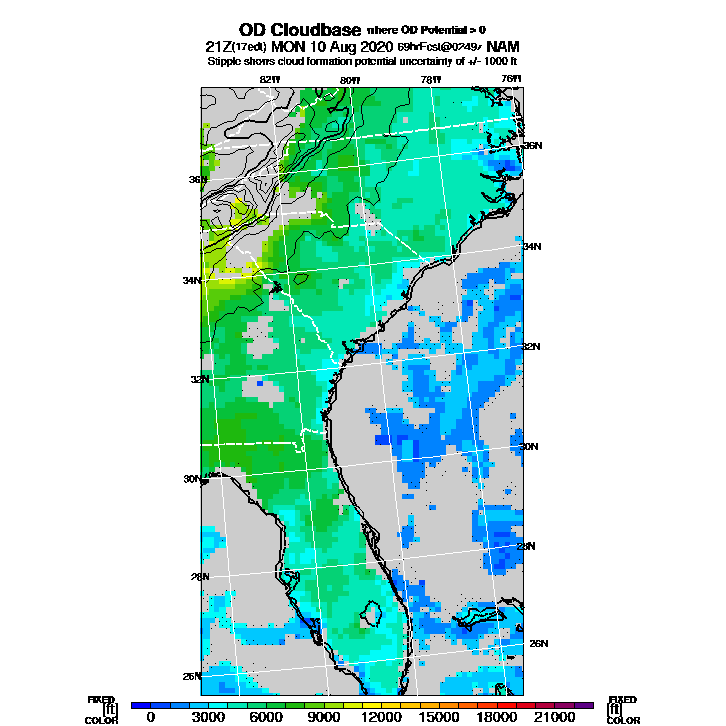 OD Cloudbase where OD Potential > 0
21Z(17edt) MON 10 Aug 2020 69hrFcst@0249z NAM
Stipple shows cloud formation potential uncertainty of +/- 1000 ft
82W 80W 78W 76W
36N
36N
34N
34N
32N
32N
30N
30N
28N
28N
26N
26N
FIXED FIXED
[ft] [ft]
COLOR 0 3000 6000 9000 12000 15000 18000 21000 COLOR